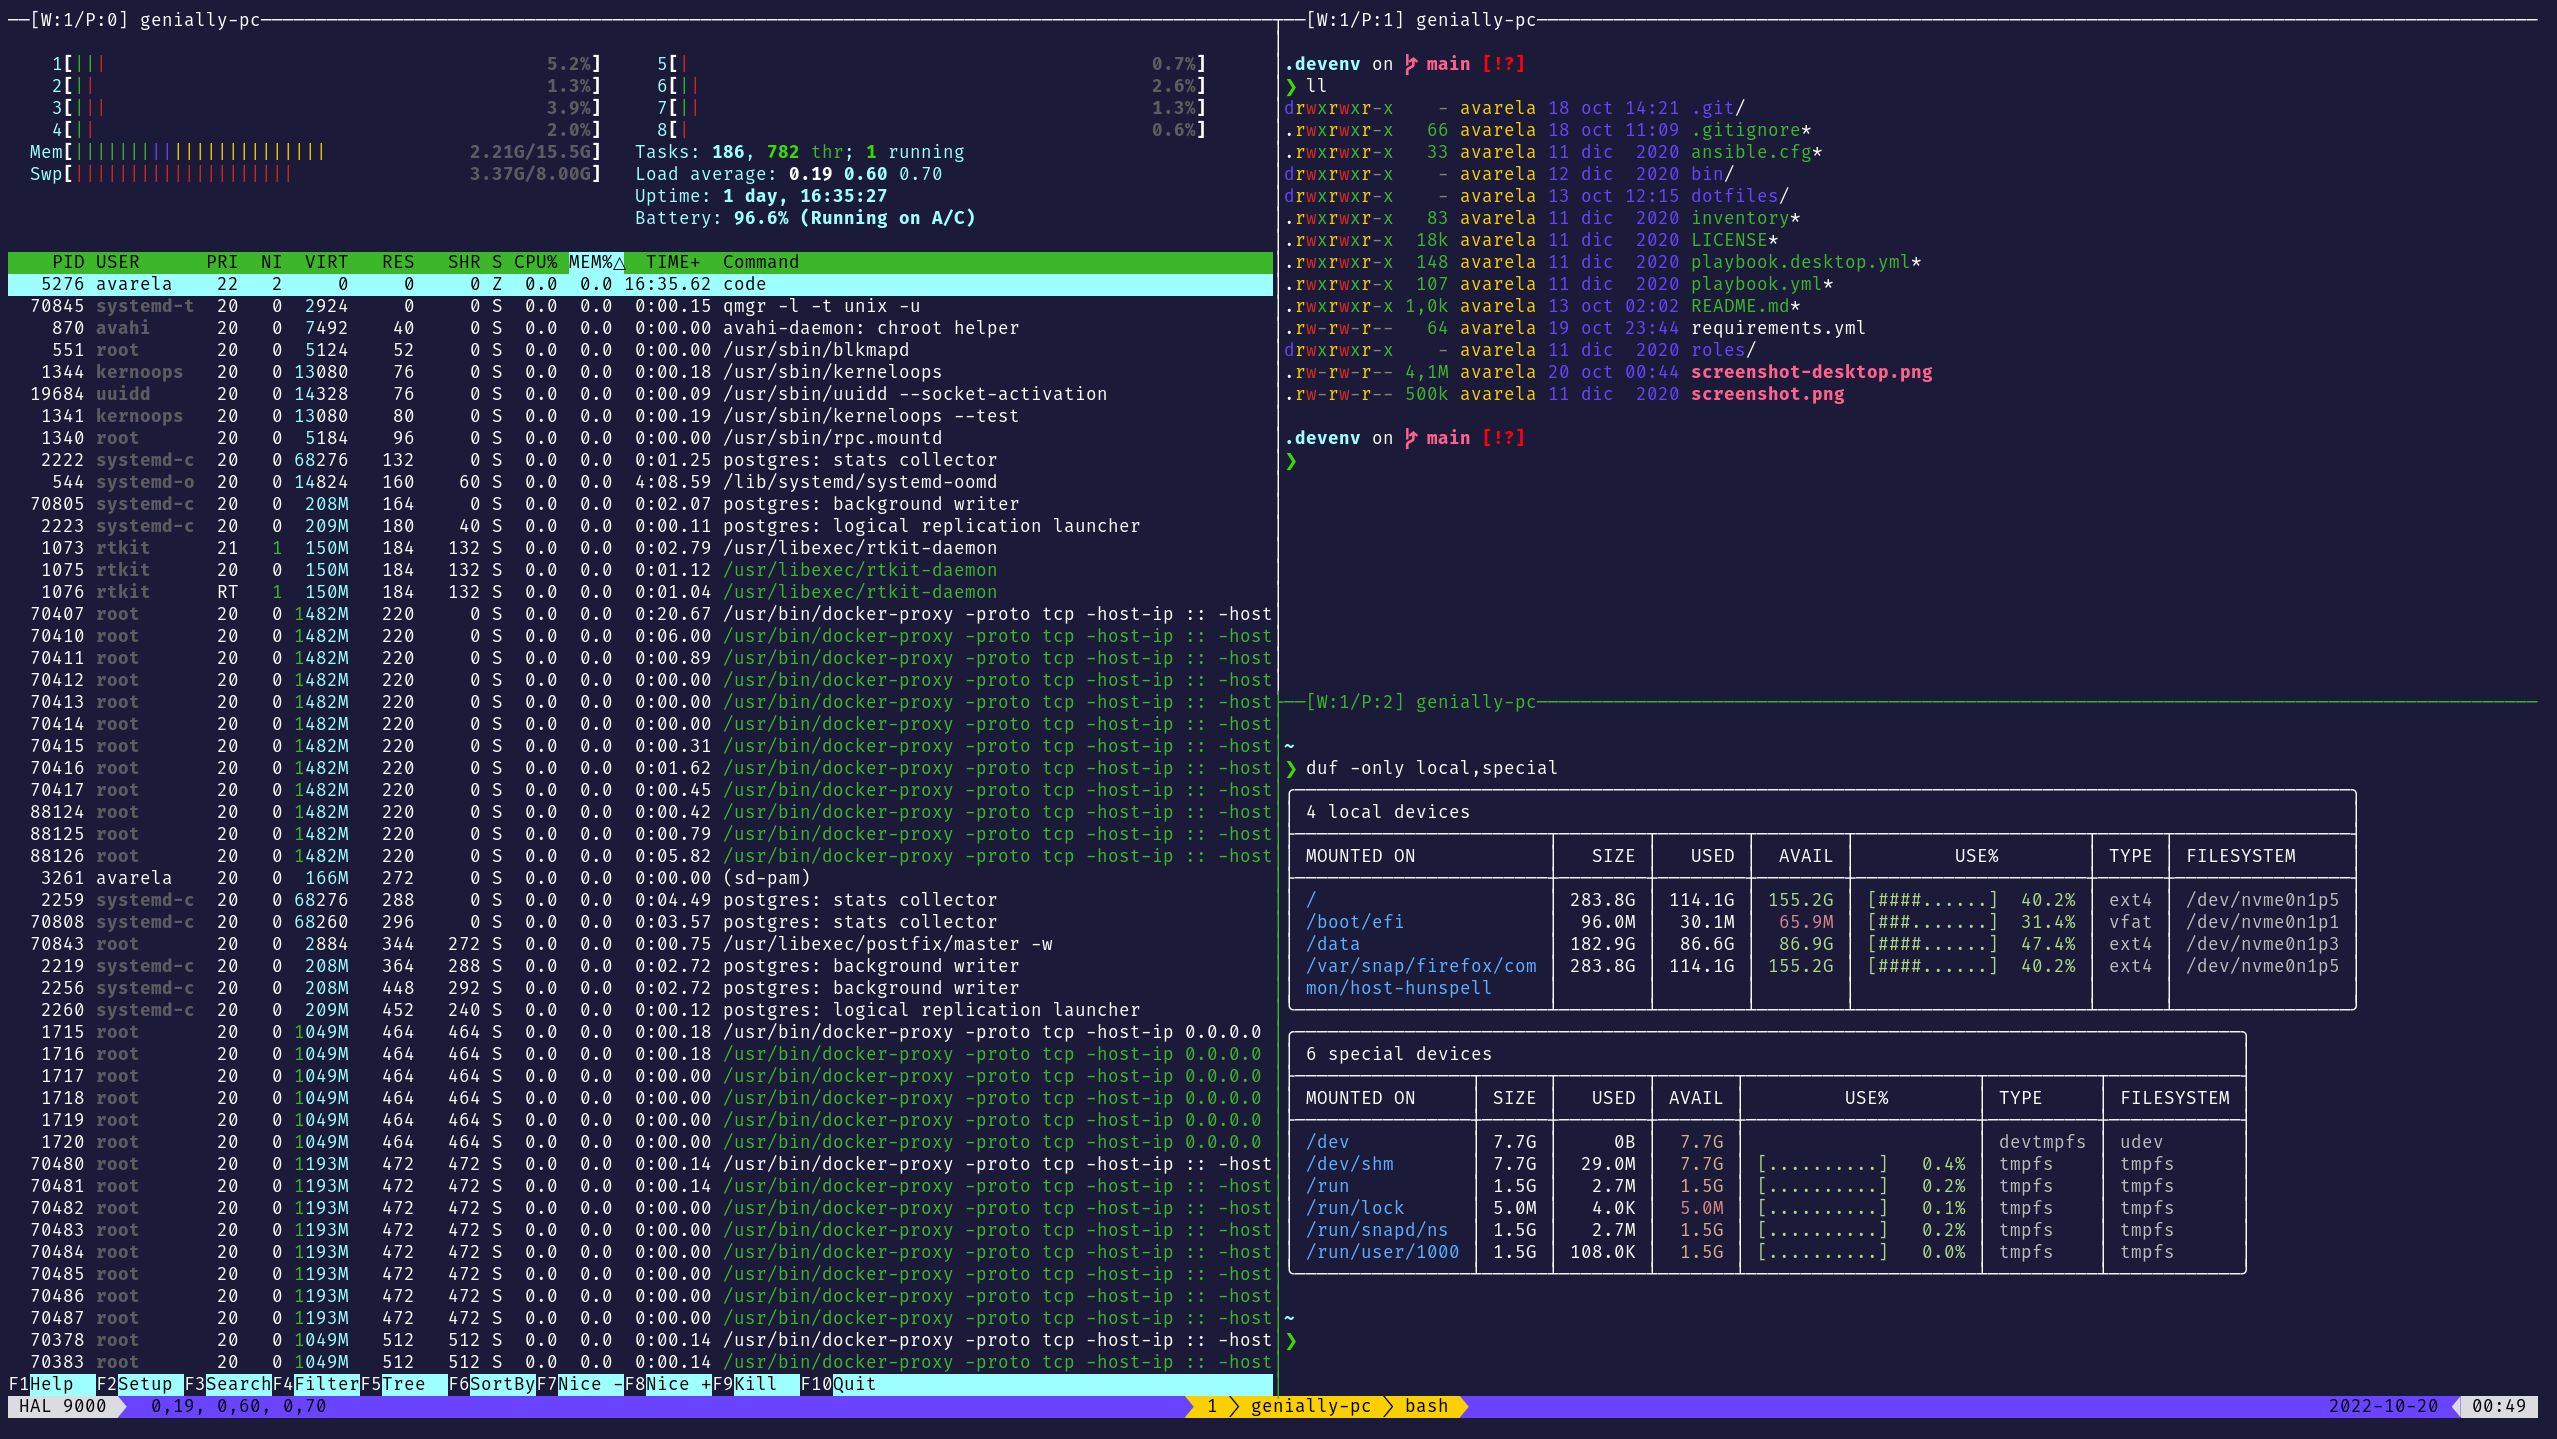 [W:1/P:0] genially-pc
1[||| 5.2%] 5[| 0.7%]
2[|| 1.3%] 6[|| 2.6%]
3[||| 3.9%] 7[|| 1.3%]
4[|| 2.0%] 8[| 0.6%]
Mem[||||||||||||||||||||||| 2.21G/15.5G] Tasks: 186, 782 thr; 1 running
Swp[|||||||||||||||||||| 3.37G/8.00G] Load average: 0.19 0.60 0.70
Uptime: 1 day, 16:35:27
Battery: 96.6% (Running on A/C)
PID USER PRI NI VIRT RES SHR S CPU% MEM%△ TIME+ Command
5276 avarela 22 2 0 0 0 Z 0.0 0.0 16:35.62 code
70845 systemd-t 20 0 2924 0 0 S 0.0 0.0 0:00.15 qmgr -l -t unix -u
870 avahi 20 0 7492 40 0 S 0.0 0.0 0:00.00 avahi-daemon: chroot helper
551 root 20 0 5124 52 0 S 0.0 0.0 0:00.00 /usr/sbin/blkmapd
1344 kernoops 20 0 13080 76 0 S 0.0 0.0 0:00.18 /usr/sbin/kerneloops
19684 uuidd 20 0 14328 76 0 S 0.0 0.0 0:00.09 /usr/sbin/uuidd --socket-activation
1341 kernoops 20 0 13080 80 0 S 0.0 0.0 0:00.19 /usr/sbin/kerneloops --test
1340 root 20 0 5184 96 0 S 0.0 0.0 0:00.00 /usr/sbin/rpc.mountd
2222 systemd-c 20 0 68276 132 0 S 0.0 0.0 0:01.25 postgres: stats collector
544 systemd-o 20 0 14824 160 60 S 0.0 0.0 4:08.59 /lib/systemd/systemd-oomd
70805 systemd-c 20 0 208M 164 0 S 0.0 0.0 0:02.07 postgres: background writer
2223 systemd-c 20 0 209M 180 40 S 0.0 0.0 0:00.11 postgres: logical replication launcher
1073 rtkit 21 1 150M 184 132 S 0.0 0.0 0:02.79 /usr/libexec/rtkit-daemon
1075 rtkit 20 0 150M 184 132 S 0.0 0.0 0:01.12 /usr/libexec/rtkit-daemon
1076 rtkit RT 1 150M 184 132 S 0.0 0.0 0:01.04 /usr/libexec/rtkit-daemon
70407 root 20 0 1482M 220 0 S 0.0 0.0 0:20.67 /usr/bin/docker-proxy -proto tcp -host-ip :: -host
70410 root 20 0 1482M 220 0 S 0.0 0.0 0:06.00 /usr/bin/docker-proxy -proto tcp -host-ip :: -host
70411 root 20 0 1482M 220 0 S 0.0 0.0 0:00.89 /usr/bin/docker-proxy -proto tcp -host-ip :: -host
70412 root 20 0 1482M 220 0 S 0.0 0.0 0:00.00 /usr/bin/docker-proxy -proto tcp -host-ip :: -host
70413 root 20 0 1482M 220 0 S 0.0 0.0 0:00.00 /usr/bin/docker-proxy -proto tcp -host-ip :: -host
70414 root 20 0 1482M 220 0 S 0.0 0.0 0:00.00 /usr/bin/docker-proxy -proto tcp -host-ip :: -host
70415 root 20 0 1482M 220 0 S 0.0 0.0 0:00.31 /usr/bin/docker-proxy -proto tcp -host-ip :: -host
70416 root 20 0 1482M 220 0 S 0.0 0.0 0:01.62 /usr/bin/docker-proxy -proto tcp -host-ip :: -host
70417 root 20 0 1482M 220 0 S 0.0 0.0 0:00.45 /usr/bin/docker-proxy -proto tcp -host-ip :: -host
88124 root 20 0 1482M 220 0 S 0.0 0.0 0:00.42 /usr/bin/docker-proxy -proto tcp -host-ip :: -host
88125 root 20 0 1482M 220 0 S 0.0 0.0 0:00.79 /usr/bin/docker-proxy -proto tcp -host-ip :: -host
88126 root 20 0 1482M 220 0 S 0.0 0.0 0:05.82 /usr/bin/docker-proxy -proto tcp -host-ip :: -host
3261 avarela 20 0 166M 272 0 S 0.0 0.0 0:00.00 (sd-pam)
2259 systemd-c 20 0 68276 288 0 S 0.0 0.0 0:04.49 postgres: stats collector
70808 systemd-c 20 0 68260 296 0 S 0.0 0.0 0:03.57 postgres: stats collector
70843 root 20 0 2884 344 272 S 0.0 0.0 0:00.75 /usr/libexec/postfix/master -w
2219 systemd-c 20 0 208M 364 288 S 0.0 0.0 0:02.72 postgres: background writer
2256 systemd-c 20 0 208M 448 292 S 0.0 0.0 0:02.72 postgres: background writer
2260 systemd-c 20 0 209M 452 240 S 0.0 0.0 0:00.12 postgres: logical replication launcher
1715 root 20 0 1049M 464 464 S 0.0 0.0 0:00.18 /usr/bin/docker-proxy -proto tcp -host-ip 0.0.0.0
1716 root 20 0 1049M 464 464 S 0.0 0.0 0:00.18 /usr/bin/docker-proxy -proto tcp -host-ip 0.0.0.0
1717 root 20 0 1049M 464 464 S 0.0 0.0 0:00.00 /usr/bin/docker-proxy -proto tcp -host-ip 0.0.0.0
1718 root 20 0 1049M 464 464 S 0.0 0.0 0:00.00 /usr/bin/docker-proxy -proto tcp -host-ip 0.0.0.0
1719 root 20 0 1049M 464 464 S 0.0 0.0 0:00.00 /usr/bin/docker-proxy -proto tcp -host-ip 0.0.0.0
1720 root 20 0 1049M 464 464 S 0.0 0.0 0:00.00 /usr/bin/docker-proxy -proto tcp -host-ip 0.0.0.0
70480 root 20 0 1193M 472 472 S 0.0 0.0 0:00.14 /usr/bin/docker-proxy -proto tcp -host-ip :: -host
70481 root 20 0 1193M 472 472 S 0.0 0.0 0:00.14 /usr/bin/docker-proxy -proto tcp -host-ip :: -host
70482 root 20 0 1193M 472 472 S 0.0 0.0 0:00.00 /usr/bin/docker-proxy -proto tcp -host-ip :: -host
70483 root 20 0 1193M 472 472 S 0.0 0.0 0:00.00 /usr/bin/docker-proxy -proto tcp -host-ip :: -host
70484 root 20 0 1193M 472 472 S 0.0 0.0 0:00.00 /usr/bin/docker-proxy -proto tcp -host-ip :: -host
70485 root 20 0 1193M 472 472 S 0.0 0.0 0:00.00 /usr/bin/docker-proxy -proto tcp -host-ip :: -host
70486 root 20 0 1193M 472 472 S 0.0 0.0 0:00.00 /usr/bin/docker-proxy -proto tcp -host-ip :: -host
70487 root 20 0 1193M 472 472 S 0.0 0.0 0:00.00 /usr/bin/docker-proxy -proto tcp -host-ip :: -host
70378 root 20 0 1049M 512 512 S 0.0 0.0 0:00.14 /usr/bin/docker-proxy -proto tcp -host-ip :: -host
70383 root 20 0 1049M 512 512 S 0.0 0.0 0:00.14 /usr/bin/docker-proxy -proto tcp -host-ip :: -host
F1Help F2Setup F3SearchF4FilterF5Tree F6SortByF7Nice -F8Nice +F9Kill F10Quit
[W:1/P:1] genially-pc
.devenv on main [!?]
❯ ll
drwxrwxr-x - avarela 18 oct 14:21 .git/
.rwxrwxr-x 66 avarela 18 oct 11:09 .gitignore*
.rwxrwxr-x 33 avarela 11 dic 2020 ansible.cfg*
drwxrwxr-x - avarela 12 dic 2020 bin/
drwxrwxr-x - avarela 13 oct 12:15 dotfiles/
.rwxrwxr-x 83 avarela 11 dic 2020 inventory*
.rwxrwxr-x 18k avarela 11 dic 2020 LICENSE*
.rwxrwxr-x 148 avarela 11 dic 2020 playbook.desktop.yml*
.rwxrwxr-x 107 avarela 11 dic 2020 playbook.yml*
.rwxrwxr-x 1,0k avarela 13 oct 02:02 README.md*
.rw-rw-r-- 64 avarela 19 oct 23:44 requirements.yml
drwxrwxr-x - avarela 11 dic 2020 roles/
.rw-rw-r-- 4,1M avarela 20 oct 00:44 screenshot-desktop.png
.rw-rw-r-- 500k avarela 11 dic 2020 screenshot.png
.devenv on main [!?]
❯
[W:1/P:2] genially-pc
~
❯ duf -only local,special
4 local devices
MOUNTED ON SIZE USED AVAIL USE% TYPE FILESYSTEM
/ 283.8G 114.1G 155.2G [####......] 40.2% ext4 /dev/nvme0n1p5
/boot/efi 96.0M 30.1M 65.9M [###.......] 31.4% vfat /dev/nvme0n1p1
/data 182.9G 86.6G 86.9G [####......] 47.4% ext4 /dev/nvme0n1p3
/var/snap/firefox/com 283.8G 114.1G 155.2G [####......] 40.2% ext4 /dev/nvme0n1p5
mon/host-hunspell
6 special devices
MOUNTED ON SIZE USED AVAIL USE% TYPE FILESYSTEM
/dev 7.7G 0B 7.7G devtmpfs udev
/dev/shm 7.7G 29.0M 7.7G [..........] 0.4% tmpfs tmpfs
/run 1.5G 2.7M 1.5G [..........] 0.2% tmpfs tmpfs
/run/lock 5.0M 4.0K 5.0M [..........] 0.1% tmpfs tmpfs
/run/snapd/ns 1.5G 2.7M 1.5G [..........] 0.2% tmpfs tmpfs
/run/user/1000 1.5G 108.0K 1.5G [..........] 0.0% tmpfs tmpfs
~
❯
HAL 9000 0,19, 0,60, 0,70 1 genially-pc bash 2022-10-20 00:49